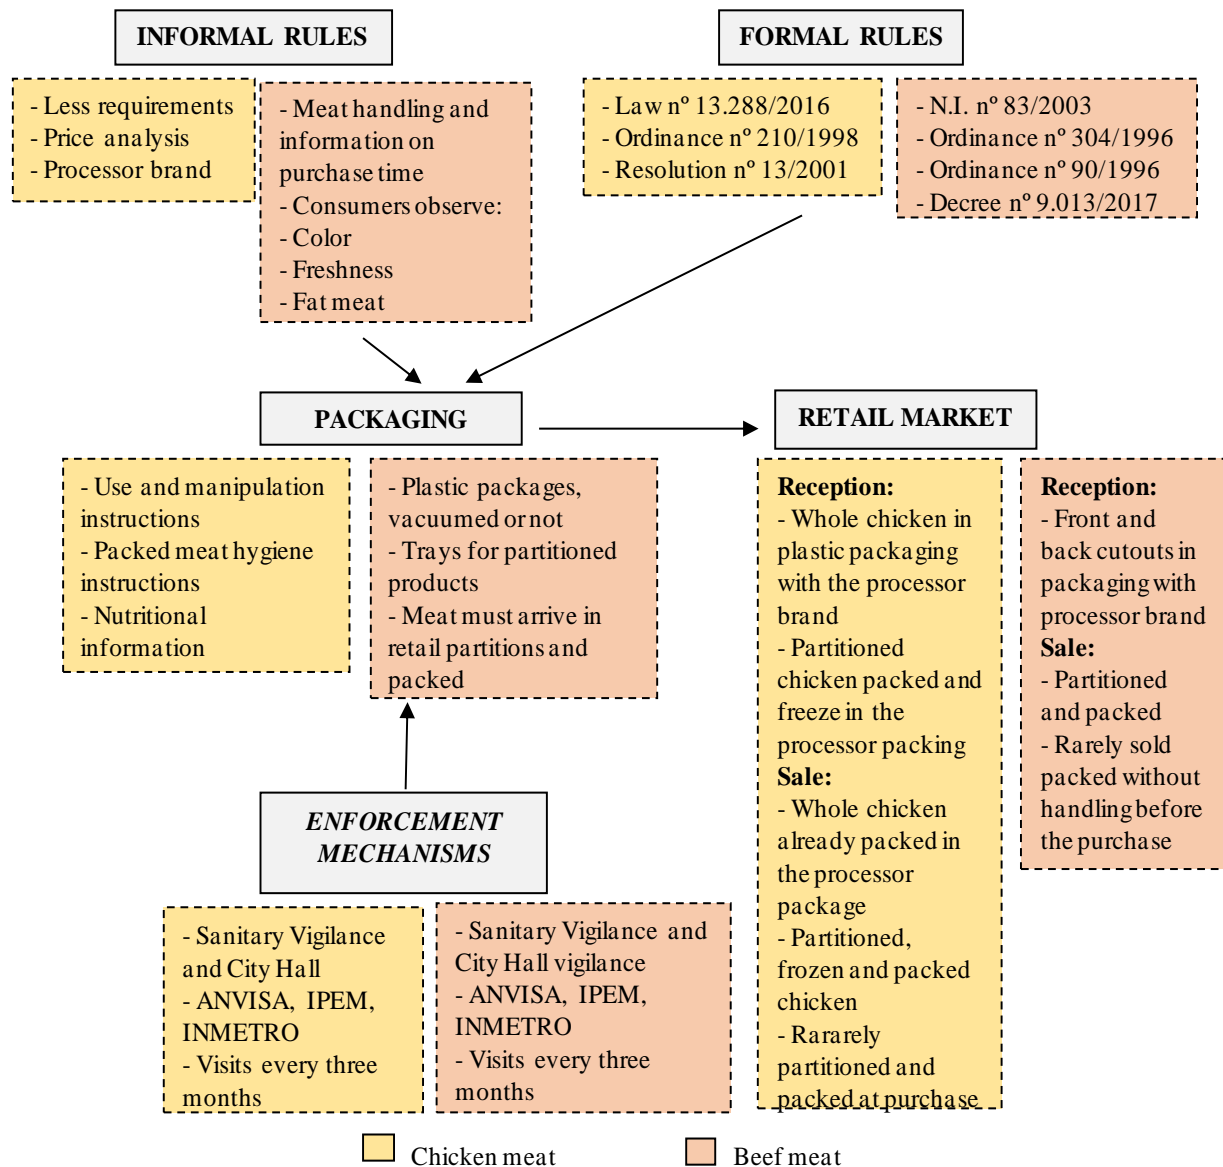 INFORMAL RULES
- Less requirements
- Price analysis
- Processor brand
- Meat handling and
information on
purchase time
- Consumers observe:
- Color
- Freshness
- Fat meat
FORMAL RULES
- Law nº 13.288/2016
- Ordinance nº 210/1998
- Resolution nº 13/2001
- N.I. nº 83/2003
- Ordinance nº 304/1996
- Ordinance nº 90/1996
- Decree nº 9.013/2017
PACKAGING
- Use and manipulation
instructions
- Packed meat hygiene
instructions
- Nutritional
information
- Plastic packages,
vacuumed or not
- Trays for partitioned
products
- Meat must arrive in
retail partitions and
packed
RETAIL MARKET
Reception:
- Whole chicken in
plastic packaging
with the processor
brand
- Partitioned
chicken packed and
freeze in the
processor packing
Sale:
- Whole chicken
already packed in
the processor
package
- Partitioned,
frozen and packed
chicken
- Rararely
partitioned and
packed at purchase
Reception:
- Front and
back cutouts in
packaging with
processor brand
Sale:
- Partitioned
and packed
- Rarely sold
packed without
handling before
the purchase
ENFORCEMENT
MECHANISMS
- Sanitary Vigilance
and City Hall
- ANVISA, IPEM,
INMETRO
- Visits every three
months
- Sanitary Vigilance and
City Hall vigilance
- ANVISA, IPEM,
INMETRO
- Visits every three
months
Chicken meat
Beef meat